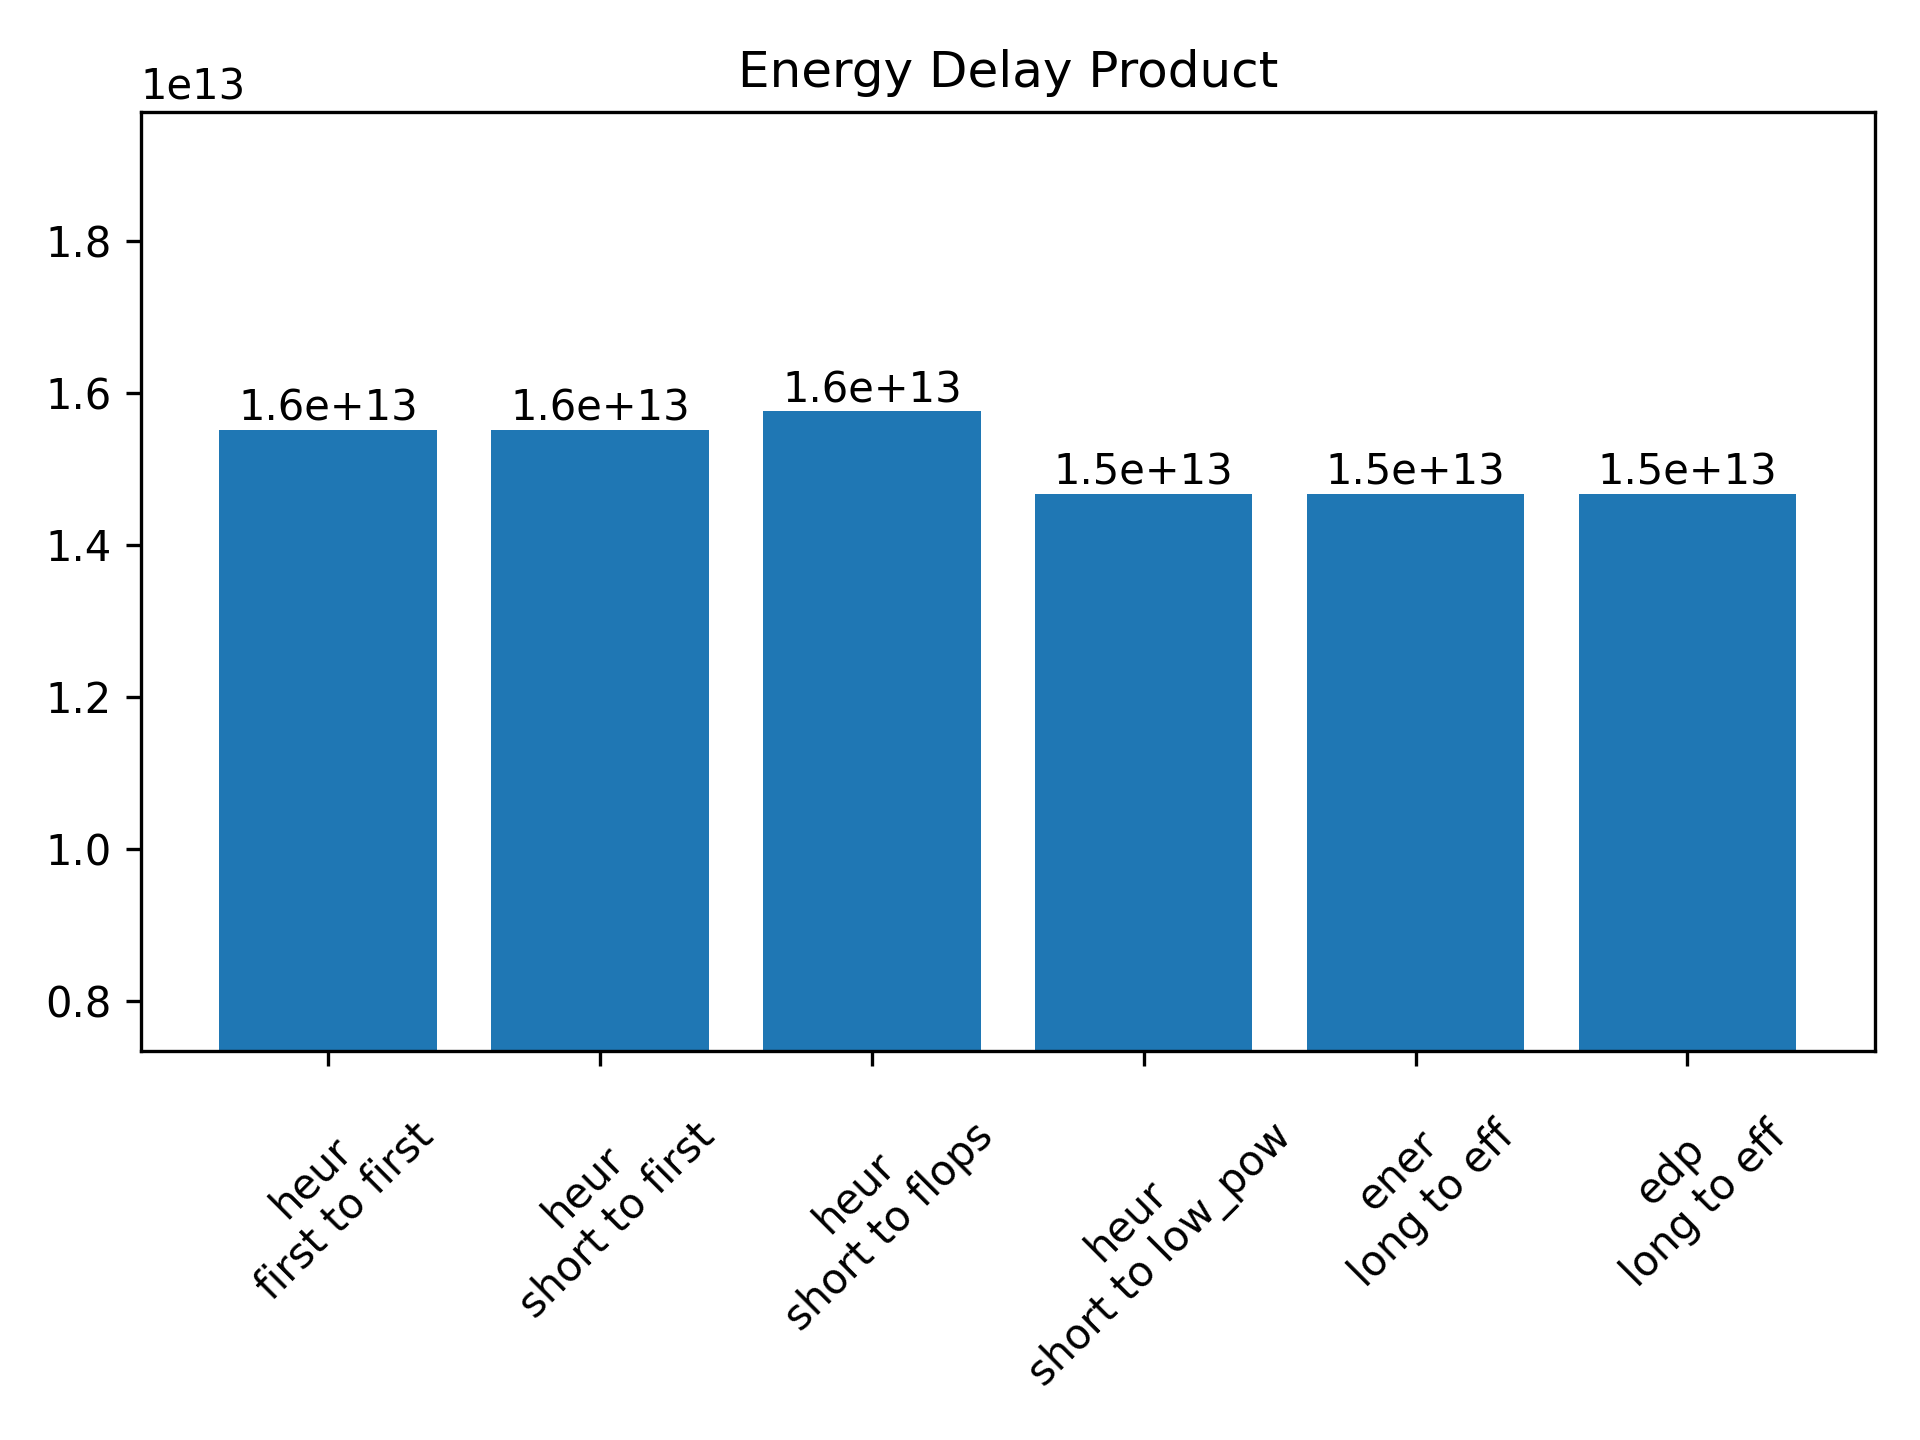 Energy Delay Product
1e13
1.8
1.6
1.4
1.2
1.0
0.8
1.6e+13
1.6e+13
1.6e+13
1.5e+13
1.5e+13
1.5e+13
heur
first to first
heur
short to first
heur
short to flops
heur
short to low_pow
ener
long to eff
edp
long to eff